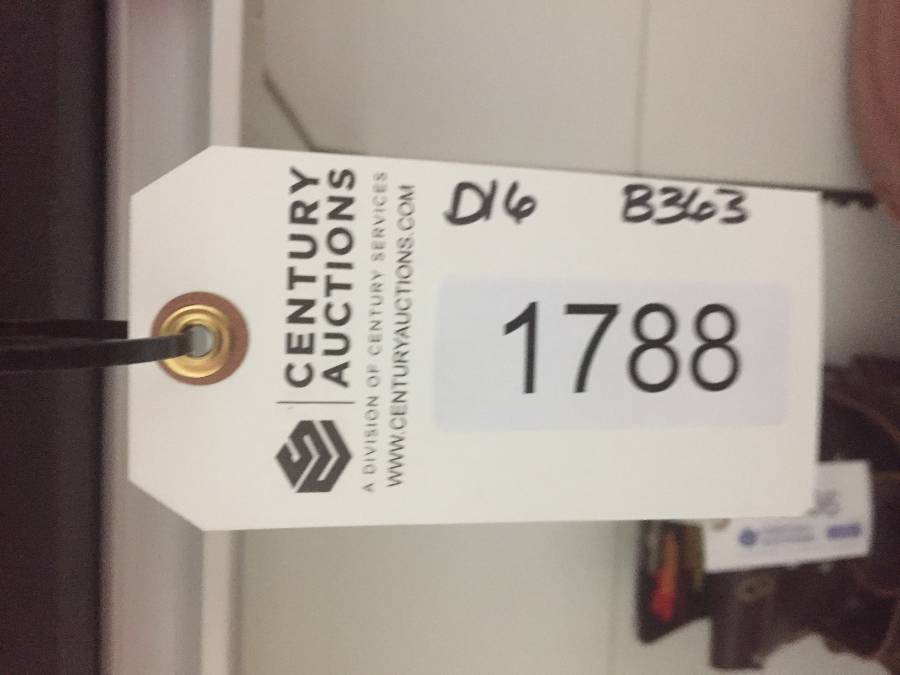 CENTURY
AUCTIONS
A DIVISION OF CENTURY SERVICES
WWW.CENTURYAUCTIONS.COM
D16 B363
1788